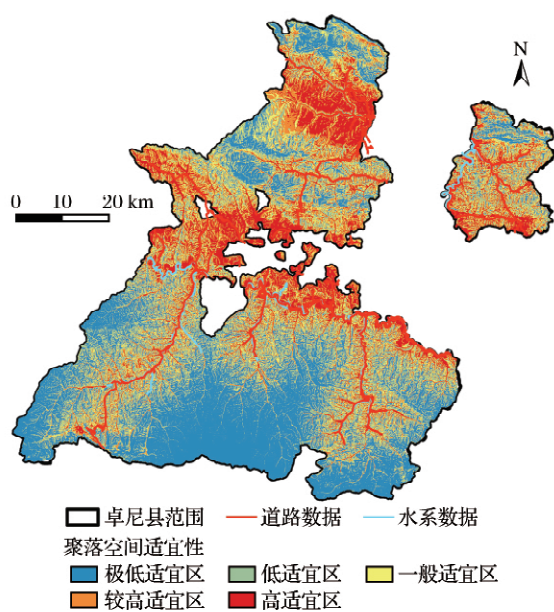 N
0 10 20 km
卓尼县范围 道路数据 水系数据
聚落空间适宜性
极低适宜区 低适宜区 一般适宜区
较高适宜区 高适宜区